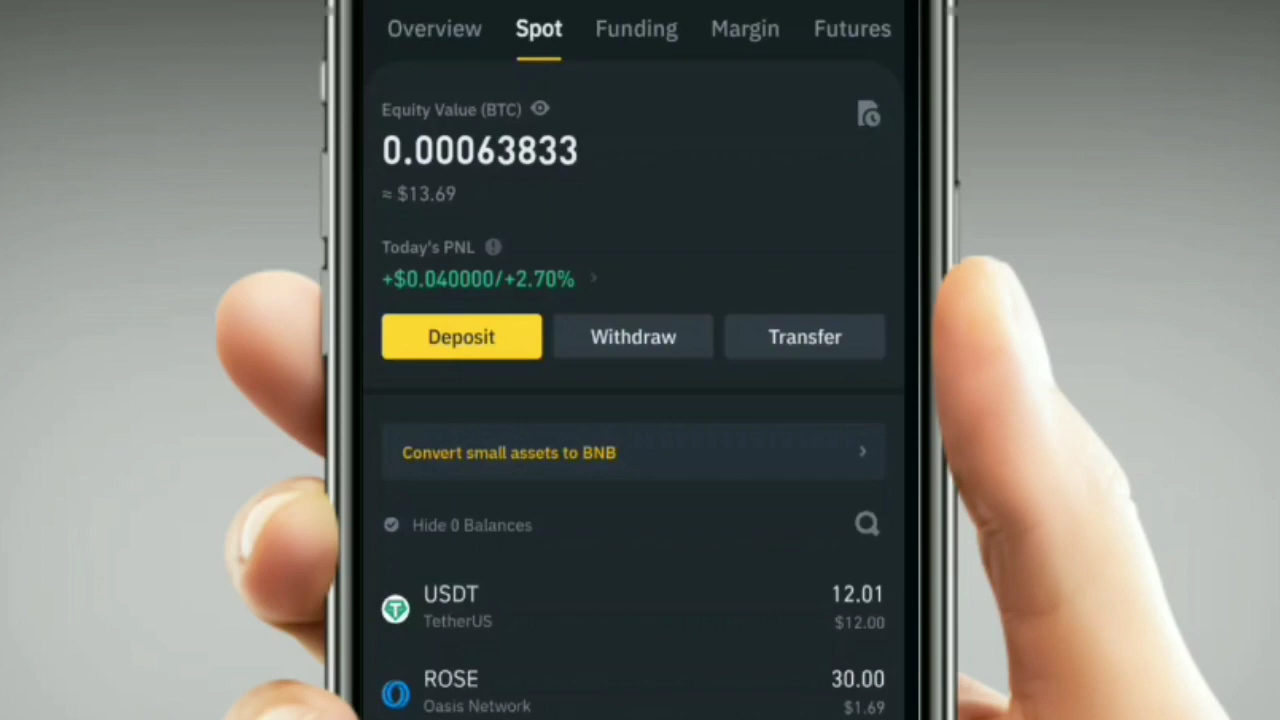 Overview Spot Funding Margin Futures
Equity Value (BTC)
0.00063833
≈ $13.69
Today's PNL
+$0.040000/+2.70%
Deposit Withdraw Transfer
Convert small assets to BNB
Hide 0 Balances
USDT 12.01
TetherUS $12.00
ROSE 30.00
Oasis Network $1.69